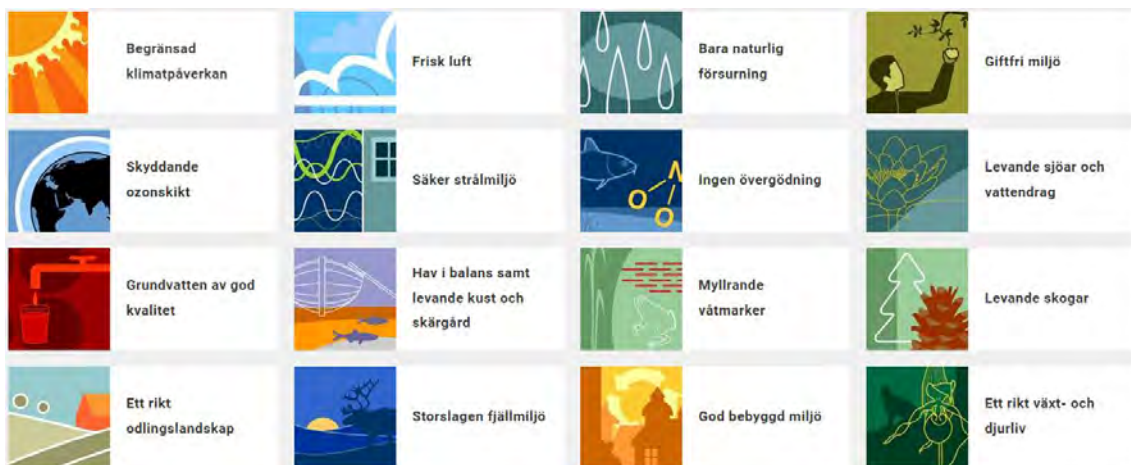 Begränsad
klimatpåverkan
Frisk luft
Bara naturlig
försurning
Giftfri miljö
Skyddande
ozonskikt
Säker strålmiljö
N
O
O
Ingen övergödning
Levande sjöar och
vattendrag
Grundvatten av god
kvalitet
Hav i balans samt
levande kust och
skärgård
Myllrande
våtmarker
Levande skogar
Ett rikt
odlingslandskap
Storslagen fjällmiljö
God bebyggd miljö
Ett rikt växt- och
djurliv